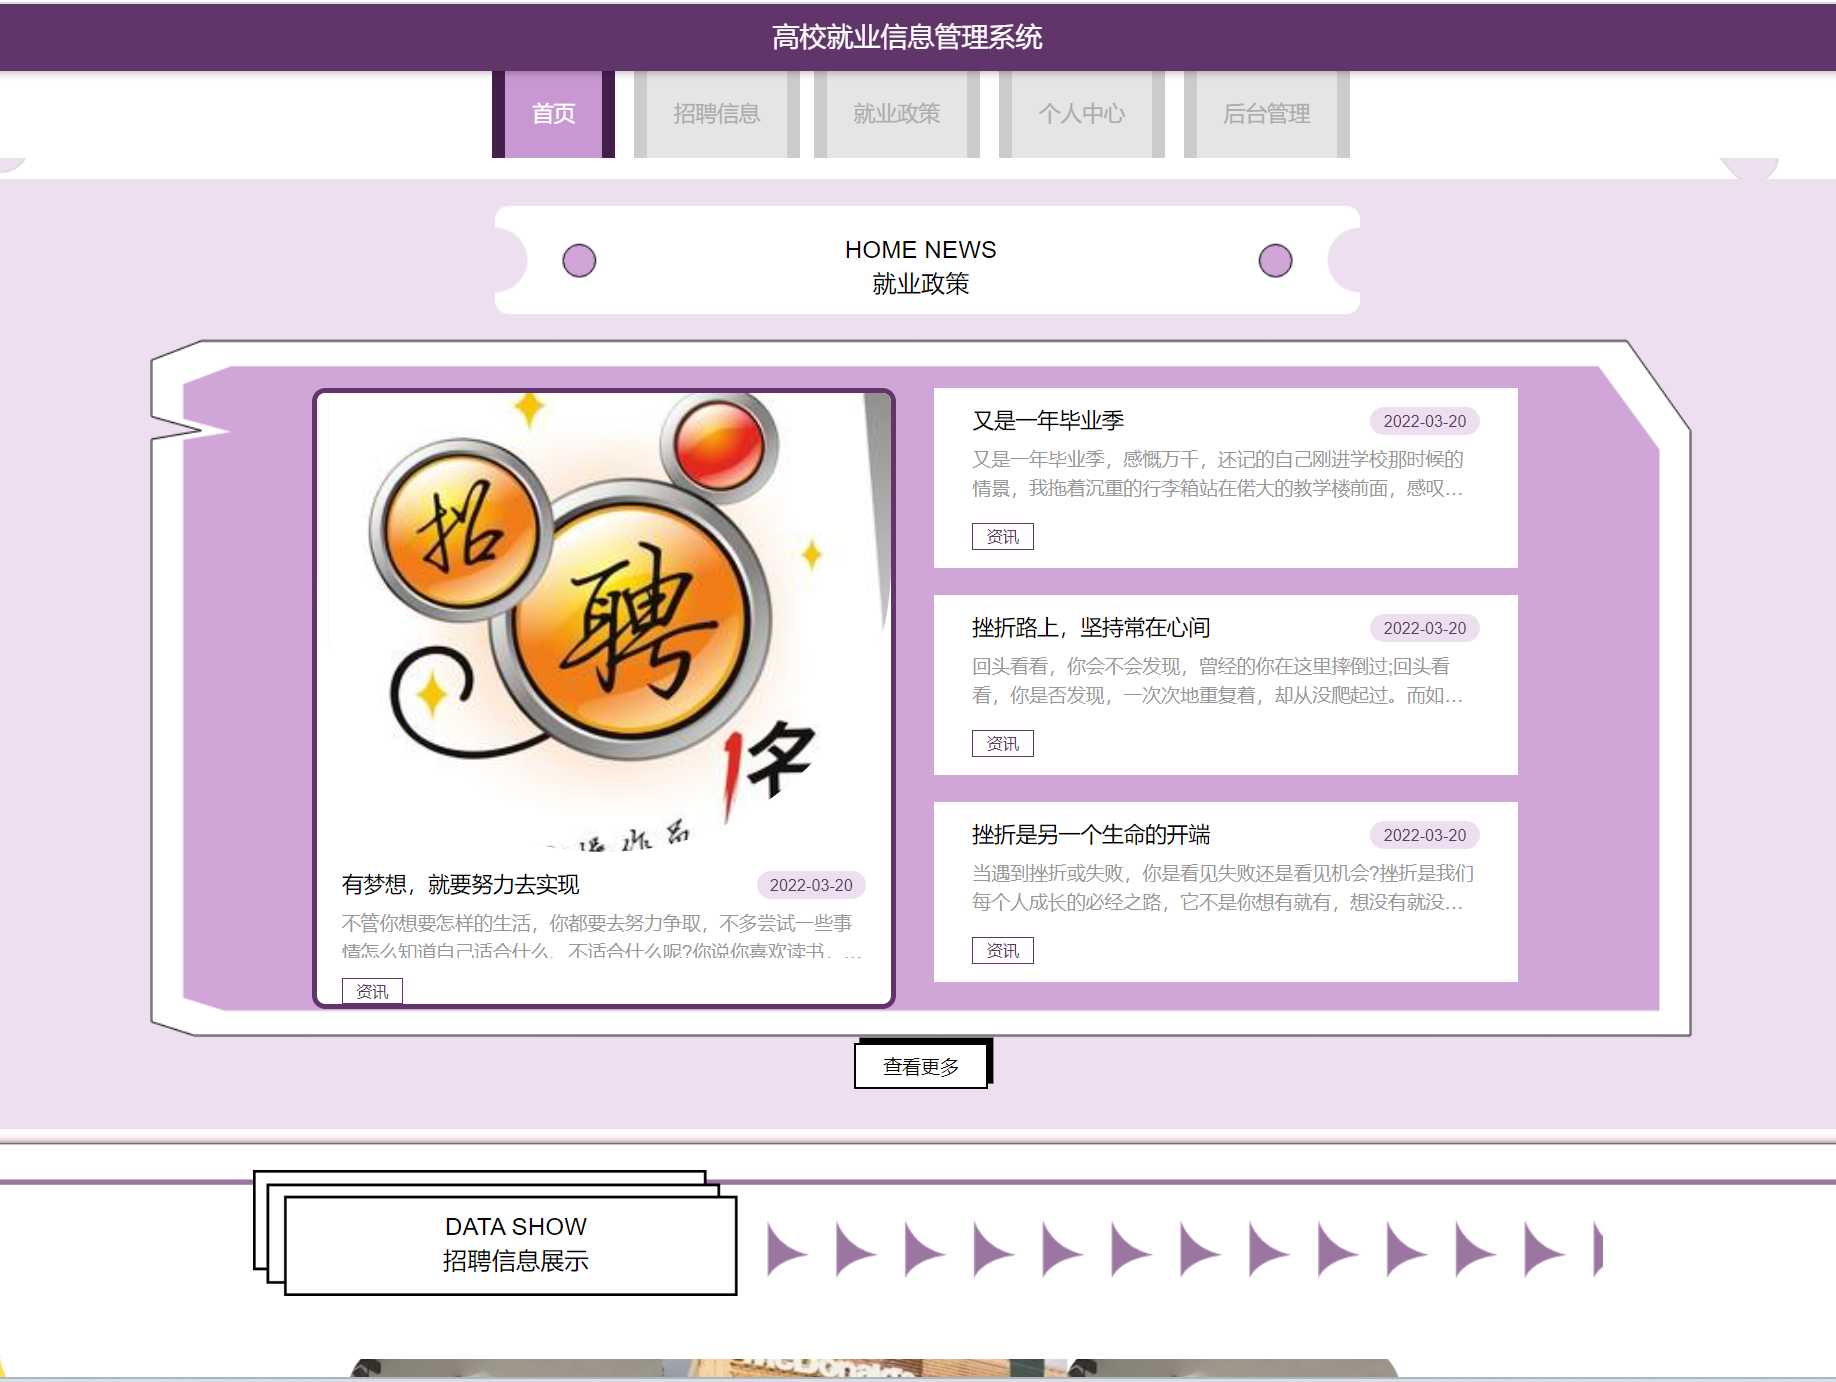 高校就业信息管理系统
首页
招聘信息
就业政策
个人中心
后台管理
HOME NEWS
就业政策
招
聘
1名
有梦想，就要努力去实现
2022-03-20
不管你想要怎样的生活，你都要去努力争取，不多尝试一些事
情怎么知道自己适合什么、不适合什么呢?你说你喜欢读书，…
资讯
又是一年毕业季
2022-03-20
又是一年毕业季，感慨万千，还记的自己刚进学校那时候的
情景，我拖着沉重的行李箱站在偌大的教学楼前面，感叹…
资讯
挫折路上，坚持常在心间
2022-03-20
回头看看，你会不会发现，曾经的你在这里摔倒过;回头看
看，你是否发现，一次次地重复着，却从没爬起过。而如…
资讯
挫折是另一个生命的开端
2022-03-20
当遇到挫折或失败，你是看见失败还是看见机会?挫折是我们
每个人成长的必经之路，它不是你想有就有，想没有就没…
资讯
查看更多
DATA SHOW
招聘信息展示